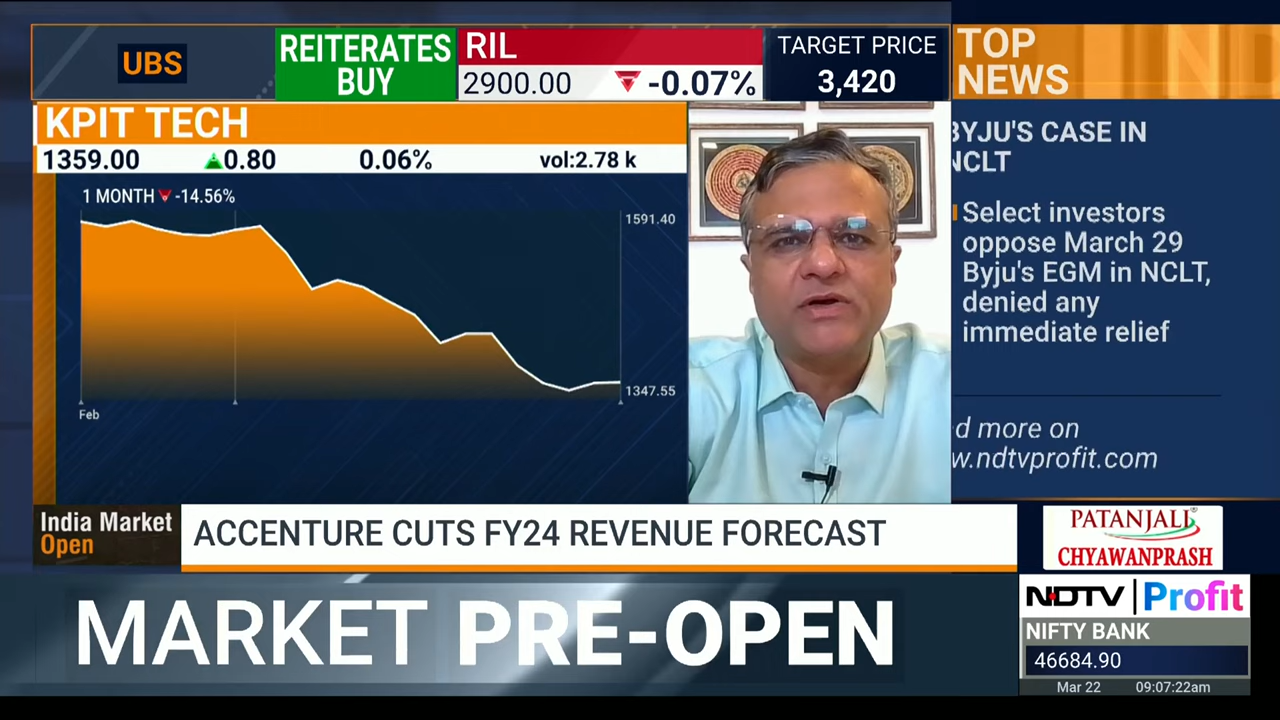 UBS
REITERATES
BUY
RIL
2900.00 -0.07%
TARGET PRICE
3,420
TOP
NEWS
KPIT TECH
1359.00 0.80 0.06% vol:2.78 k
1 MONTH -14.56%
1591.40
1347.55
Feb
BYJU'S CASE IN
NCLT
Select investors
oppose March 29
Byju's EGM in NCLT,
denied any
immediate relief
d more on
w.ndtvprofit.com
India Market
Open
ACCENTURE CUTS FY24 REVENUE FORECAST
PATANJALI
CHYAWANPRASH
MARKET PRE-OPEN
NDTV Profit
NIFTY BANK
46684.90
Mar 22 09:07:22am